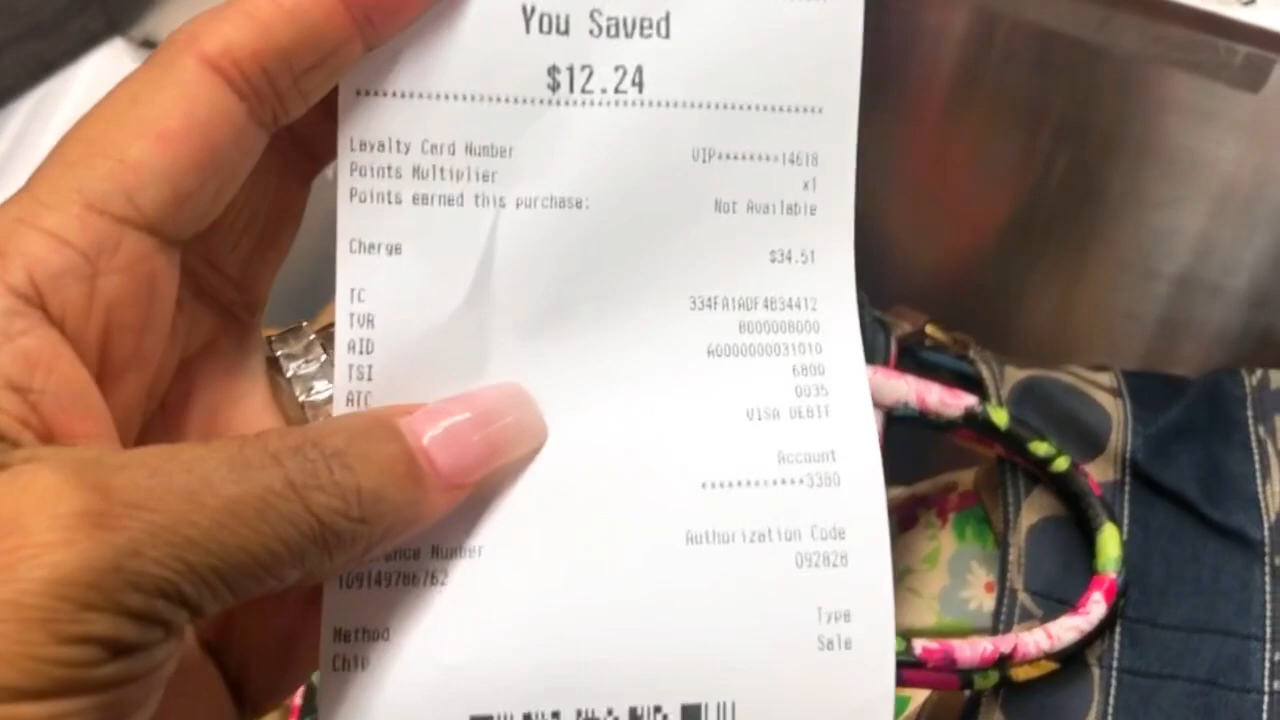 You Saved
$12.24
Loyalty Card Number VIP********14618
Points Multiplier x1
Points earned this purchase: Not Available
Charge $34.51
TC 334FA1ADF4B34412
TVR 8000008000
AID A0000000031010
TSI 6800
ATC 0035
VISA DEBIT
Account
************3380
Authorization Code
092828
Number
109149786762
Type
Method Sale
Chip